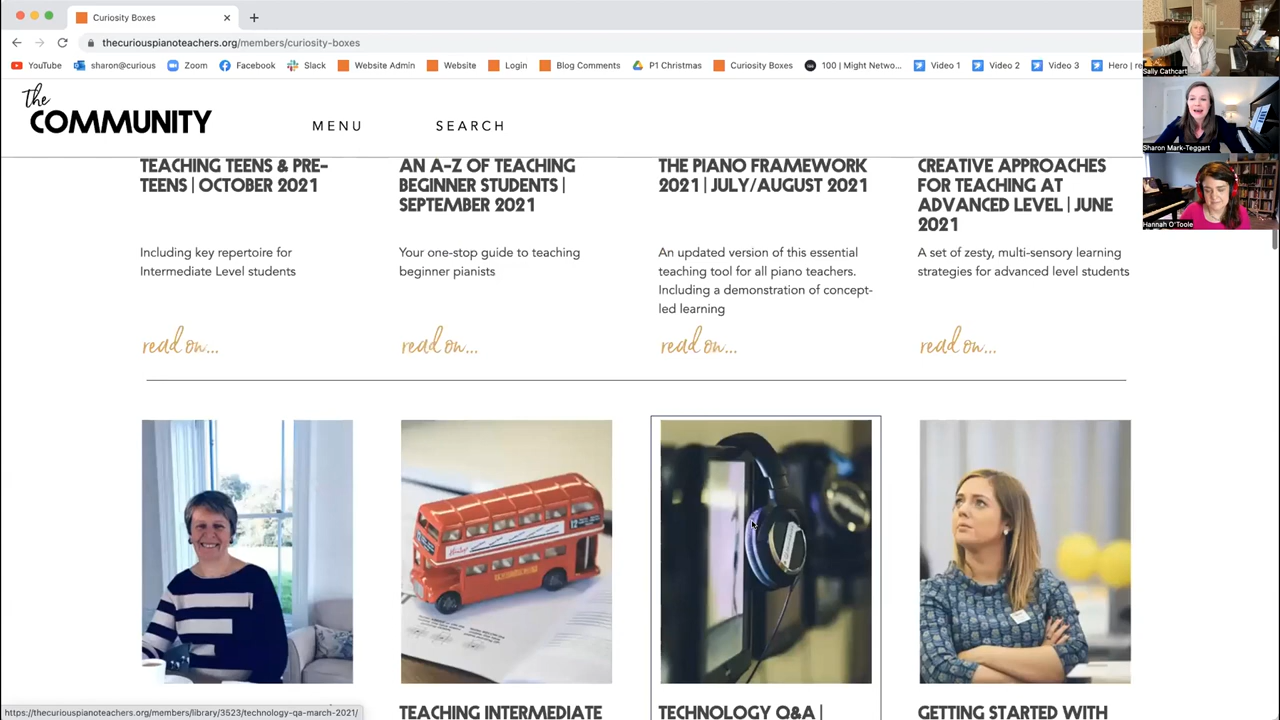 Curiosity Boxes
thecuriouspianoteachers.org/members/curiosity-boxes
YouTube sharon@curious Zoom Facebook Slack Website Admin Website Login Blog Comments P1 Christmas Curiosity Boxes 100 | Might Netwo... Video 1 Video 2 Video 3 Hero | re
Sally Cathcart
the
COMMUNITY
MENU SEARCH
Sharon Mark-Teggart
Hannah O'Toole
TEACHING TEENS & PRE-
TEENS | OCTOBER 2021
Including key repertoire for
Intermediate Level students
read on...
AN A-Z OF TEACHING
BEGINNER STUDENTS |
SEPTEMBER 2021
Your one-stop guide to teaching
beginner pianists
read on...
THE PIANO FRAMEWORK
2021 | JULY/AUGUST 2021
An updated version of this essential
teaching tool for all piano teachers.
Including a demonstration of concept-
led learning
read on...
CREATIVE APPROACHES
FOR TEACHING AT
ADVANCED LEVEL | JUNE
2021
A set of zesty, multi-sensory learning
strategies for advanced level students
read on...
TEACHING INTERMEDIATE
TECHNOLOGY Q&A |
GETTING STARTED WITH
https://thecuriouspianoteachers.org/members/library/3523/technology-qa-march-2021/